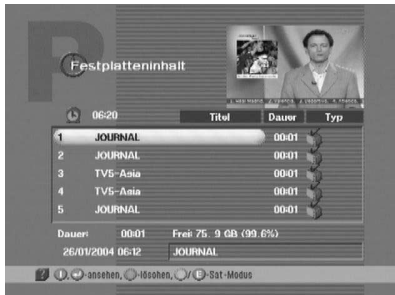 Festplatteninhalt
06:20 Titel Dauer Typ
1 JOURNAL 00:01
2 JOURNAL 00:01
3 TV5-Asia 00:01
4 TV5-Asia 00:01
5 JOURNAL 00:01
Dauer: 00:01 Frei: 75. 9 GB (99.6%)
26/01/2004 06:12 JOURNAL
? -ansehen, -löschen, / E -Sat-Modus